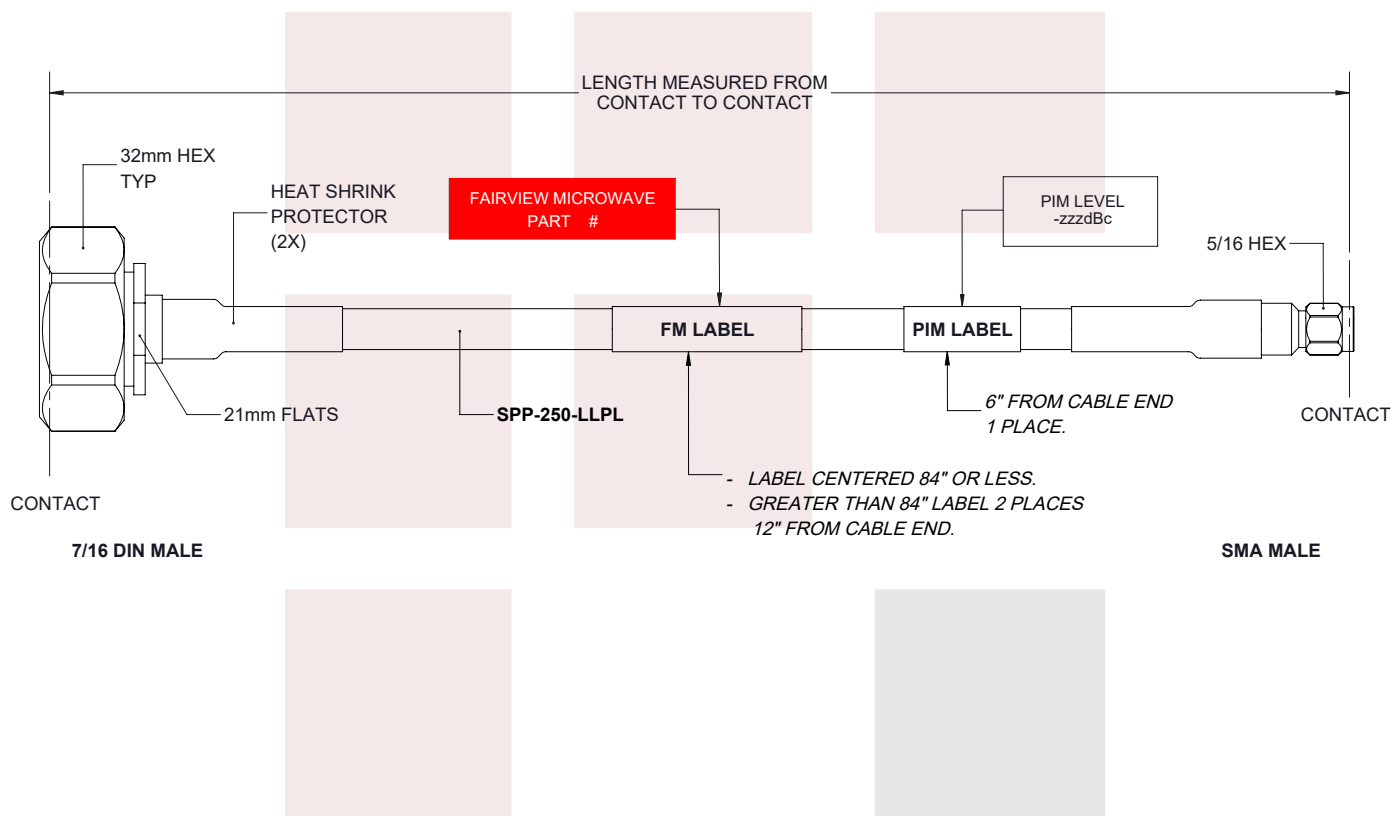 LENGTH MEASURED FROM
CONTACT TO CONTACT
32mm HEX
TYP
HEAT SHRINK
PROTECTOR
(2X)
FAIRVIEW MICROWAVE
PART #
PIM LEVEL
-zzzdBc
5/16 HEX
FM LABEL
PIM LABEL
21mm FLATS
SPP-250-LLPL
6" FROM CABLE END
1 PLACE.
CONTACT
- LABEL CENTERED 84" OR LESS.
- GREATER THAN 84" LABEL 2 PLACES
12" FROM CABLE END.
CONTACT
7/16 DIN MALE
SMA MALE